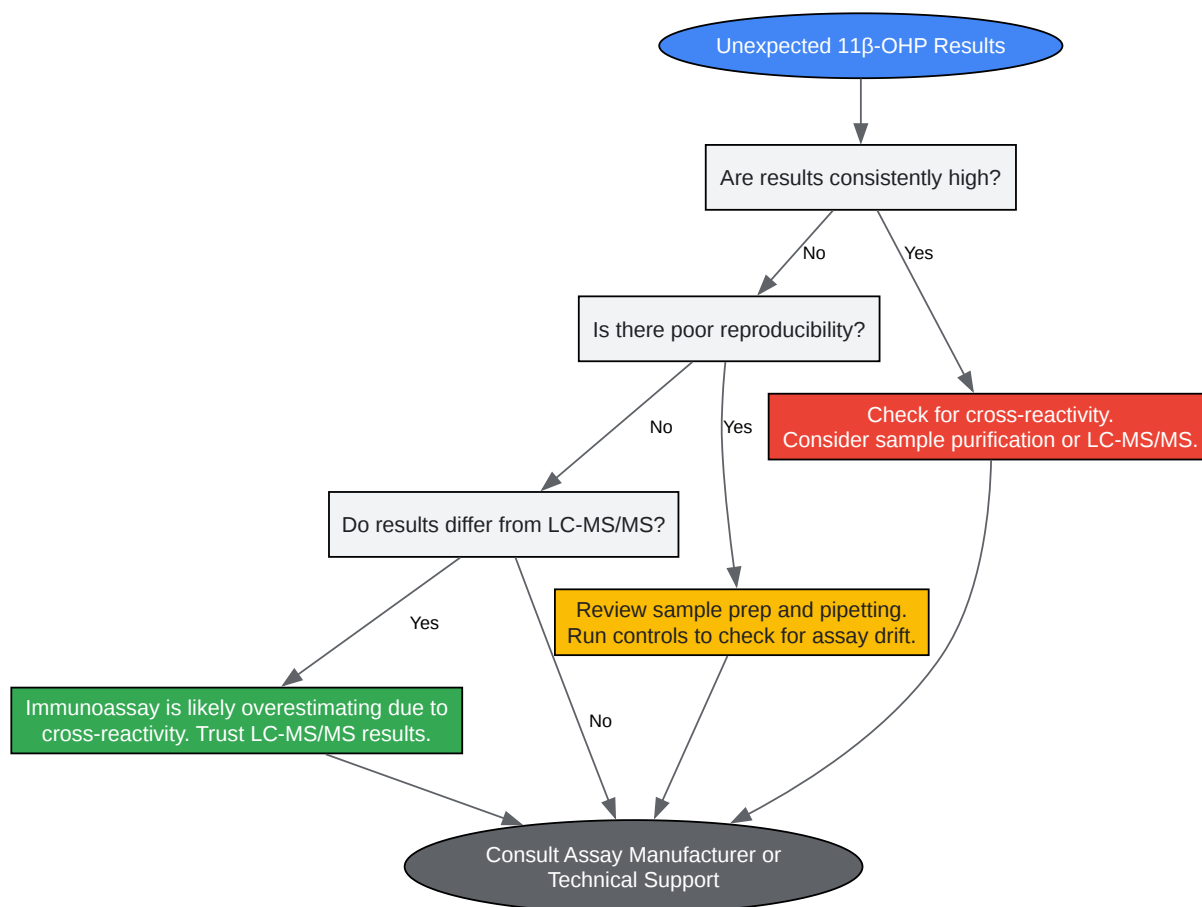 Unexpected 11β-OHP Results
Are results consistently high?
No
Yes
Is there poor reproducibility?
Check for cross-reactivity.
Consider sample purification or LC-MS/MS.
No
Yes
Do results differ from LC-MS/MS?
Review sample prep and pipetting.
Run controls to check for assay drift.
Yes
Immunoassay is likely overestimating due to
cross-reactivity. Trust LC-MS/MS results.
No
Consult Assay Manufacturer or
Technical Support